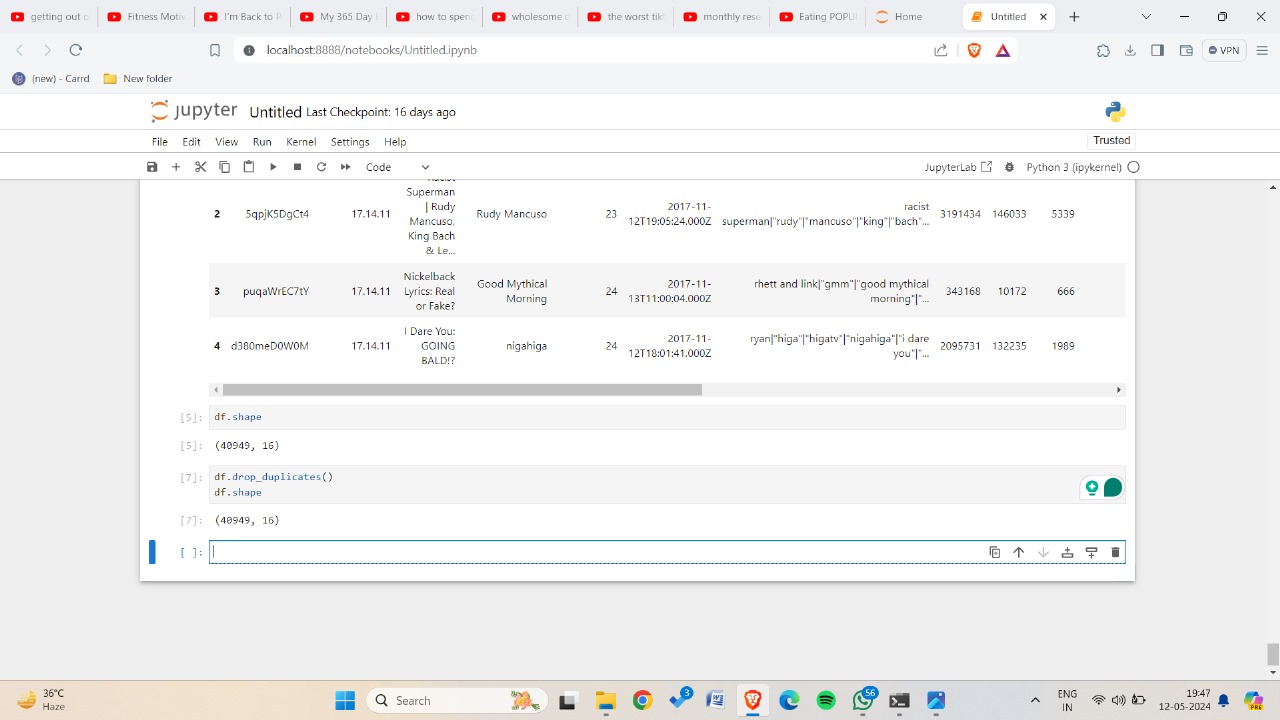 getting out o
Fitness Motiv
I'm Back to A
My 365 Day I
how to spend
wholesome d
the worst tikt
monthly rese
Eating POPUL
Home
Untitled
localhost:8888/notebooks/Untitled.ipynb
VPN
(new) - Carrd
New folder
jupyter Untitled Last Checkpoint: 16 days ago
File Edit View Run Kernel Settings Help
Trusted
Code
JupyterLab
Python 3 (ipykernel)
Racist
Superman
| Rudy
Mancuso,
King Bach
& Le...
2 5qpjK5DgCt4 17.14.11
Rudy Mancuso 23
2017-11-
12T19:05:24.000Z
racist
superman|"rudy"|"mancuso"|"king"|"bach"...
3191434 146033 5339
3 puqaWrEC7tY 17.14.11
Nickelback
Lyrics: Real
or Fake?
Good Mythical
Morning
24
2017-11-
13T11:00:04.000Z
rhett and link|"gmm"|"good mythical
morning"|"...
343168 10172 666
4 d380meD0W0M 17.14.11
I Dare You:
GOING
BALD!?
nigahiga 24
2017-11-
12T18:01:41.000Z
ryan|"higa"|"higatv"|"nigahiga"|"i dare
you"|"...
2095731 132235 1989
[5]: df.shape
[5]: (40949, 16)
[7]: df.drop_duplicates()
df.shape
[7]: (40949, 16)
[ ]:
36°C
Haze
Search
3
56
PRE
ENG
IN
19:47
12-05-2024